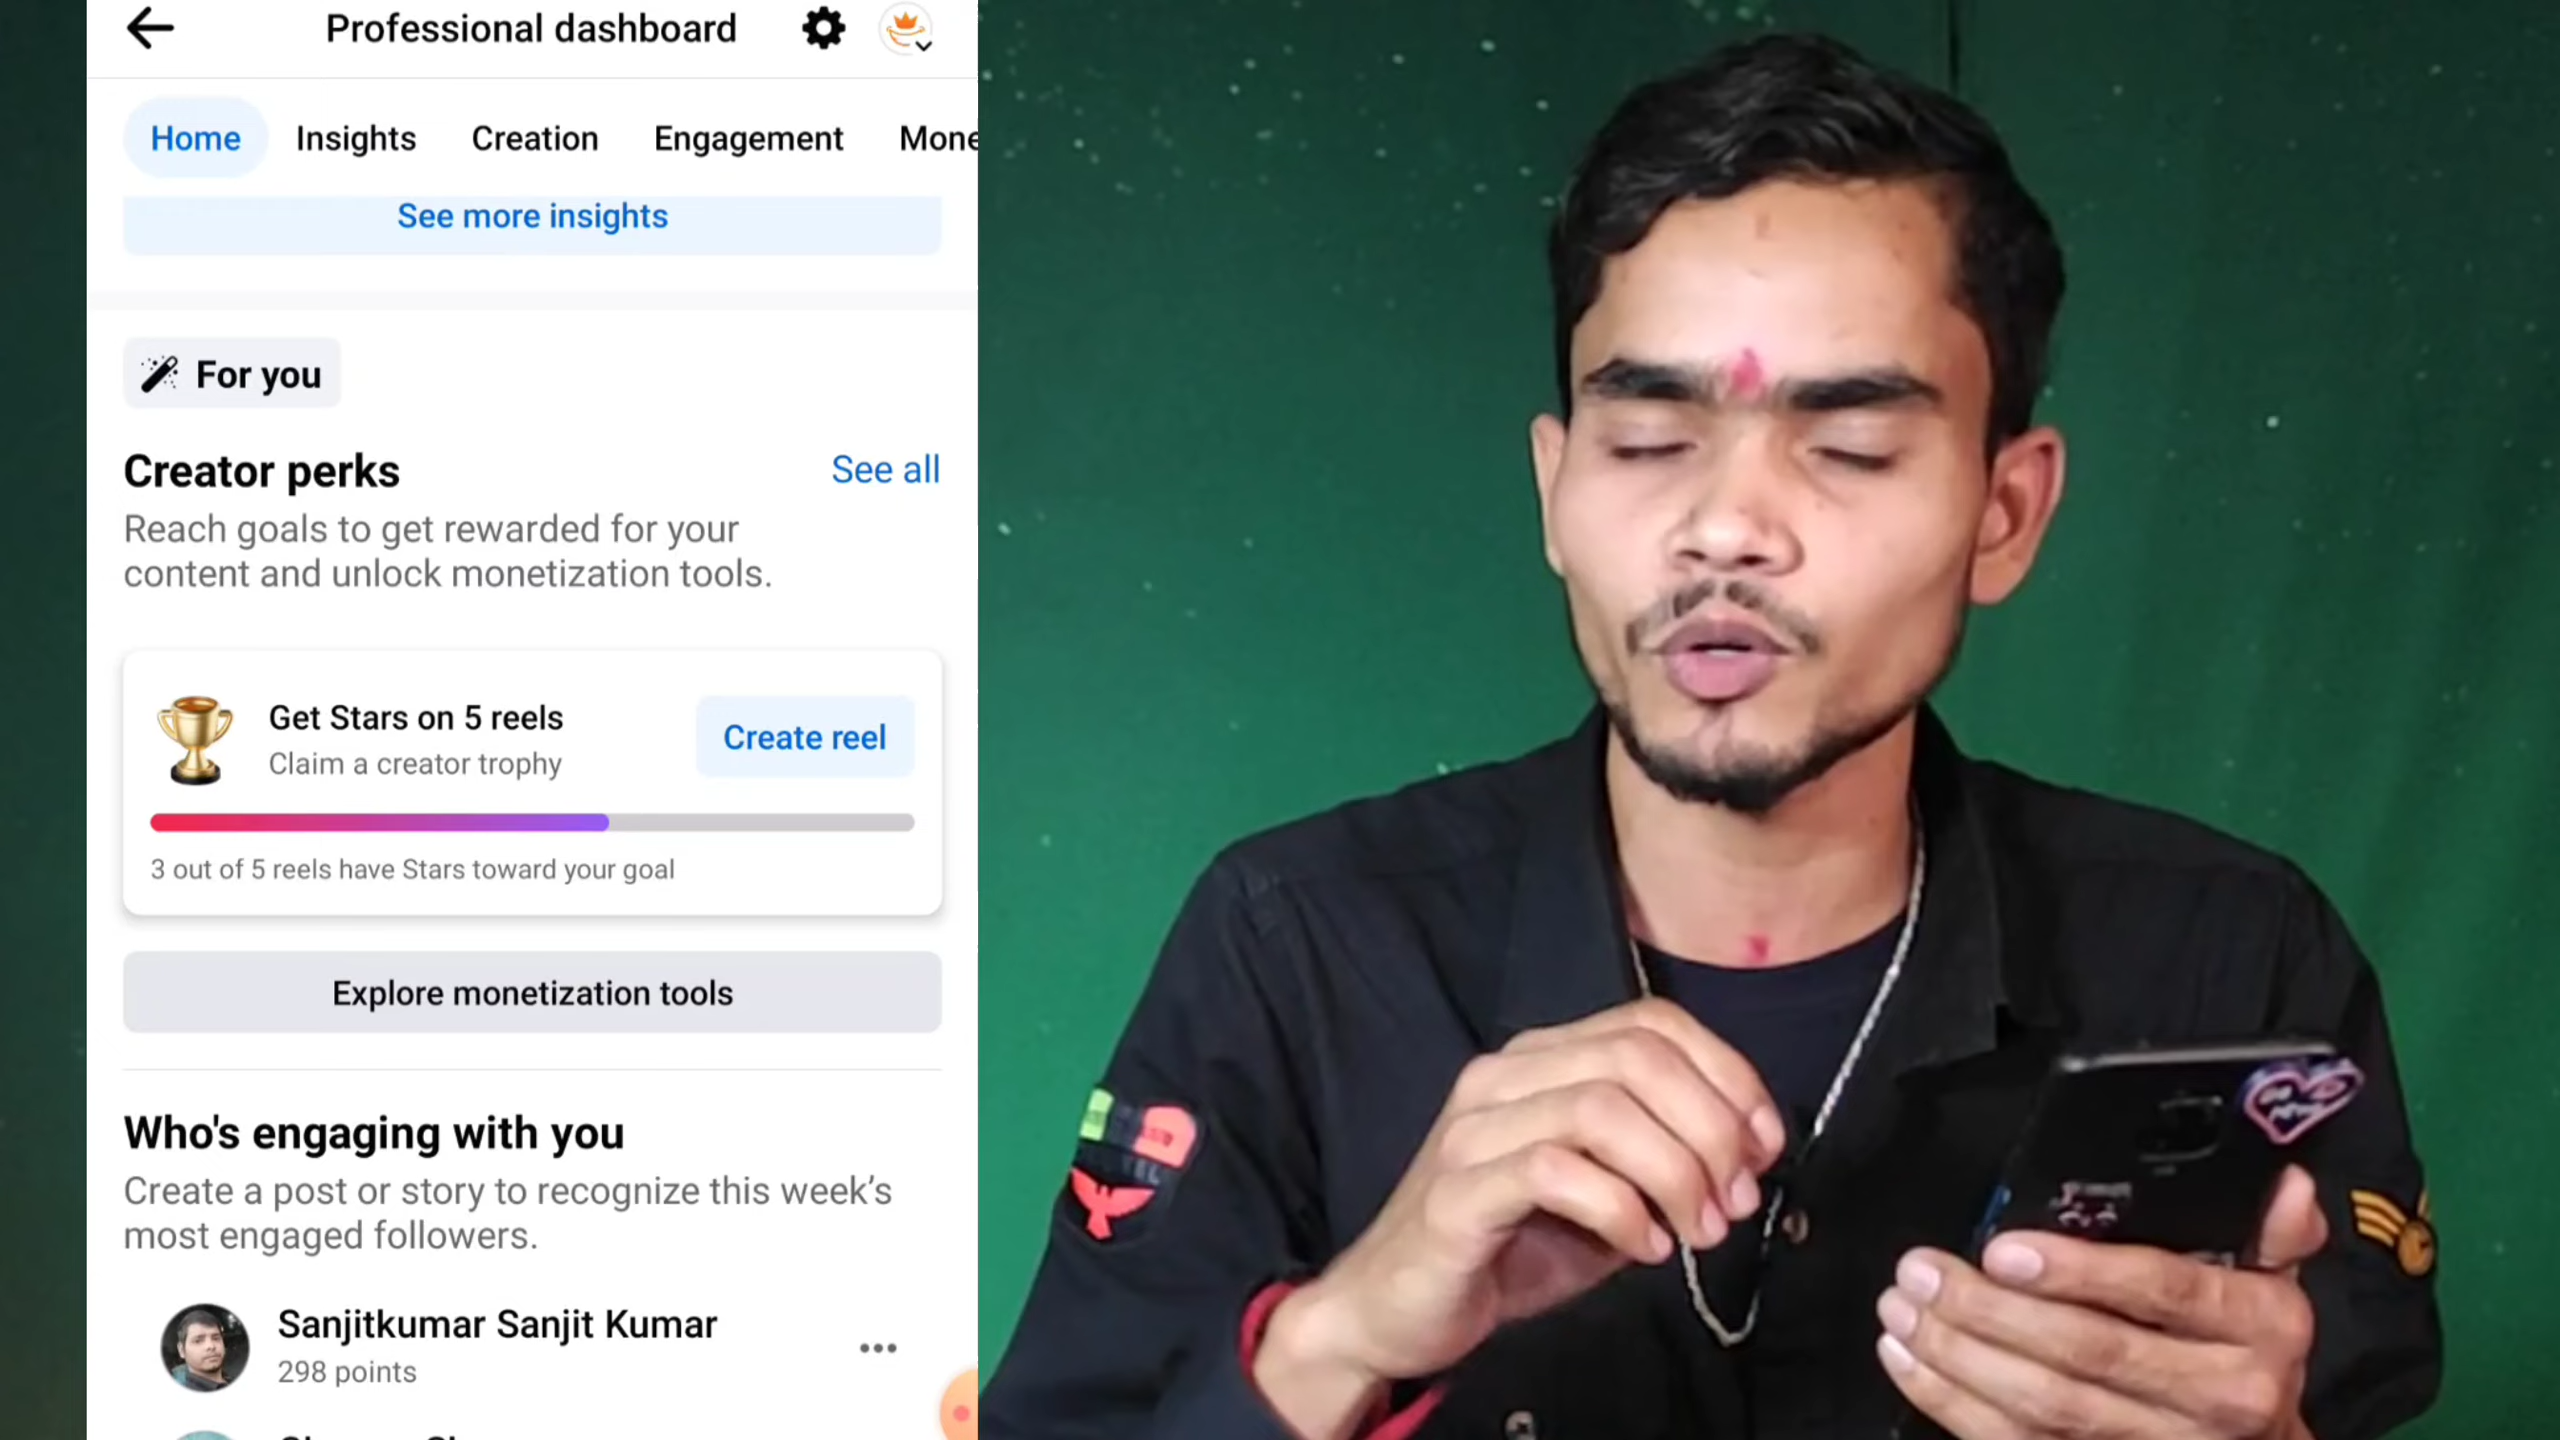 Professional dashboard
Home Insights Creation Engagement Mone
See more insights
For you
Creator perks
See all
Reach goals to get rewarded for your
content and unlock monetization tools.
Get Stars on 5 reels
Claim a creator trophy
Create reel
3 out of 5 reels have Stars toward your goal
Explore monetization tools
Who's engaging with you
Create a post or story to recognize this week’s
most engaged followers.
Sanjitkumar Sanjit Kumar
298 points